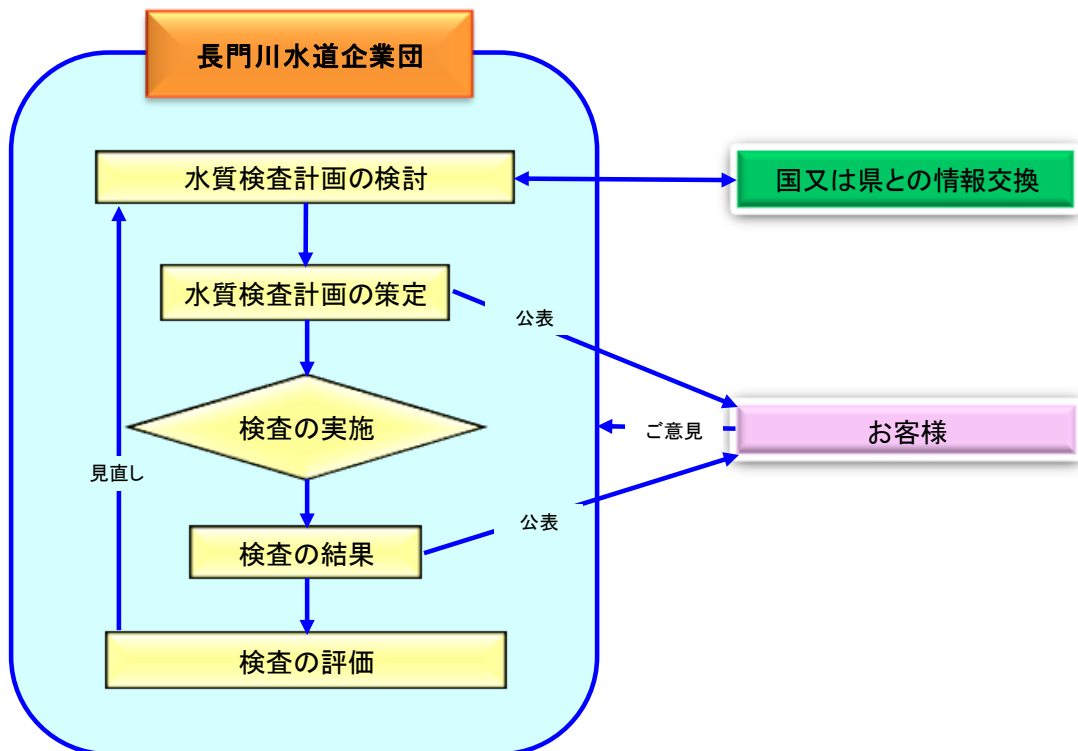 長門川水道企業団
水質検査計画の検討
国又は県との情報交換
水質検査計画の策定
公表
検査の実施
ご意見
お客様
見直し
公表
検査の結果
検査の評価